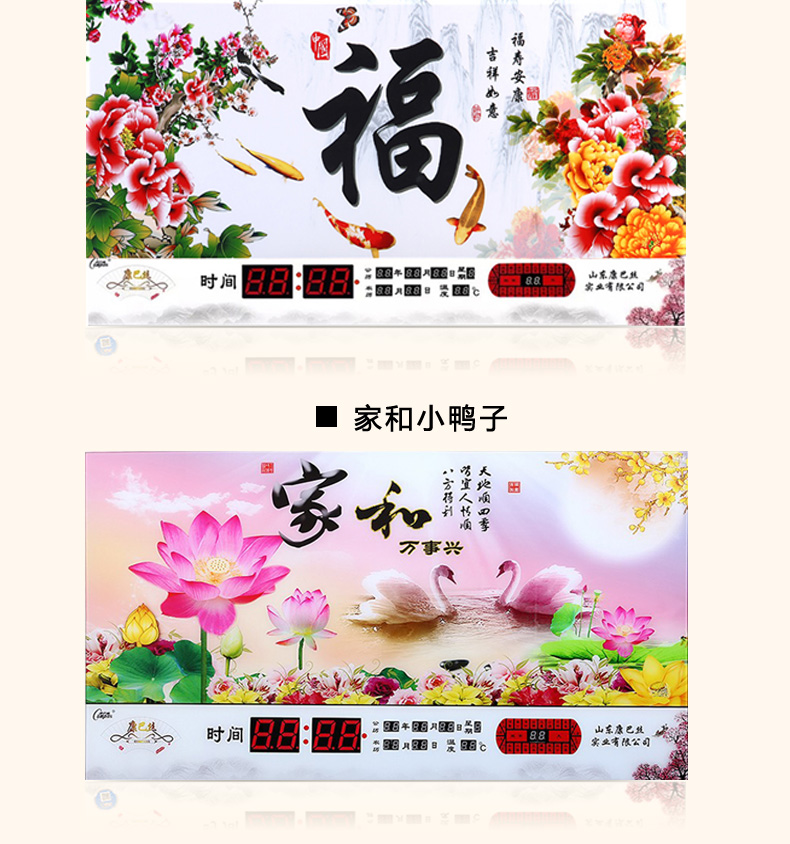 中国
福
福寿安康
吉祥如意
康巴丝
时间 88:88 公历 88年88月88日 星期8
农历 88月88日 温度 88℃
88
山东康巴丝
实业有限公司
■ 家和小鸭子
家和
万事兴
天地顺四季
皆宜人杨顺
八方得利
康巴丝
时间 88:88 公历 88年88月88日 星期8
农历 88月88日 温度 88℃
88
山东康巴丝
实业有限公司